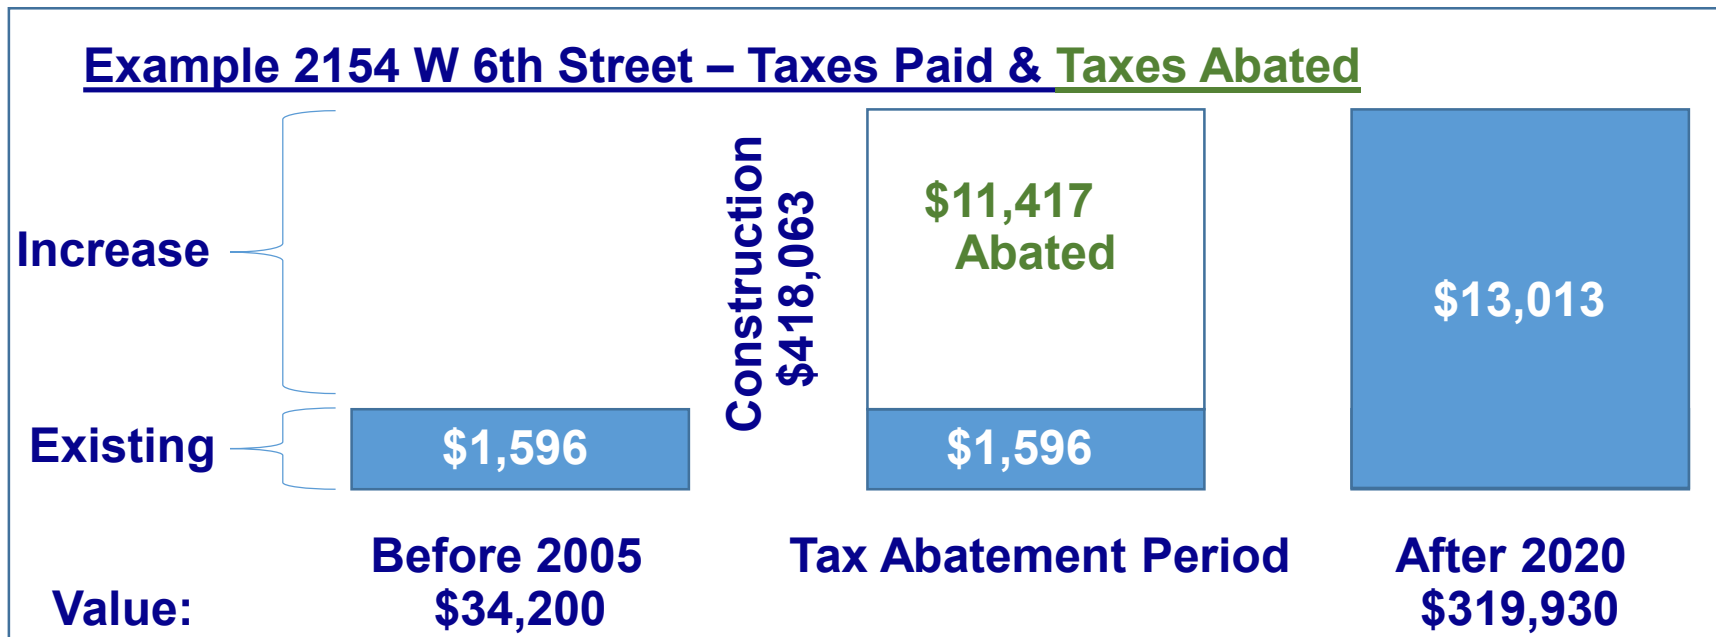 Example 2154 W 6th Street – Taxes Paid & Taxes Abated
Increase
Existing
$1,596
Construction
$418,063
$11,417
Abated
$1,596
$13,013
Before 2005
Tax Abatement Period
After 2020
Value:
$34,200
$319,930